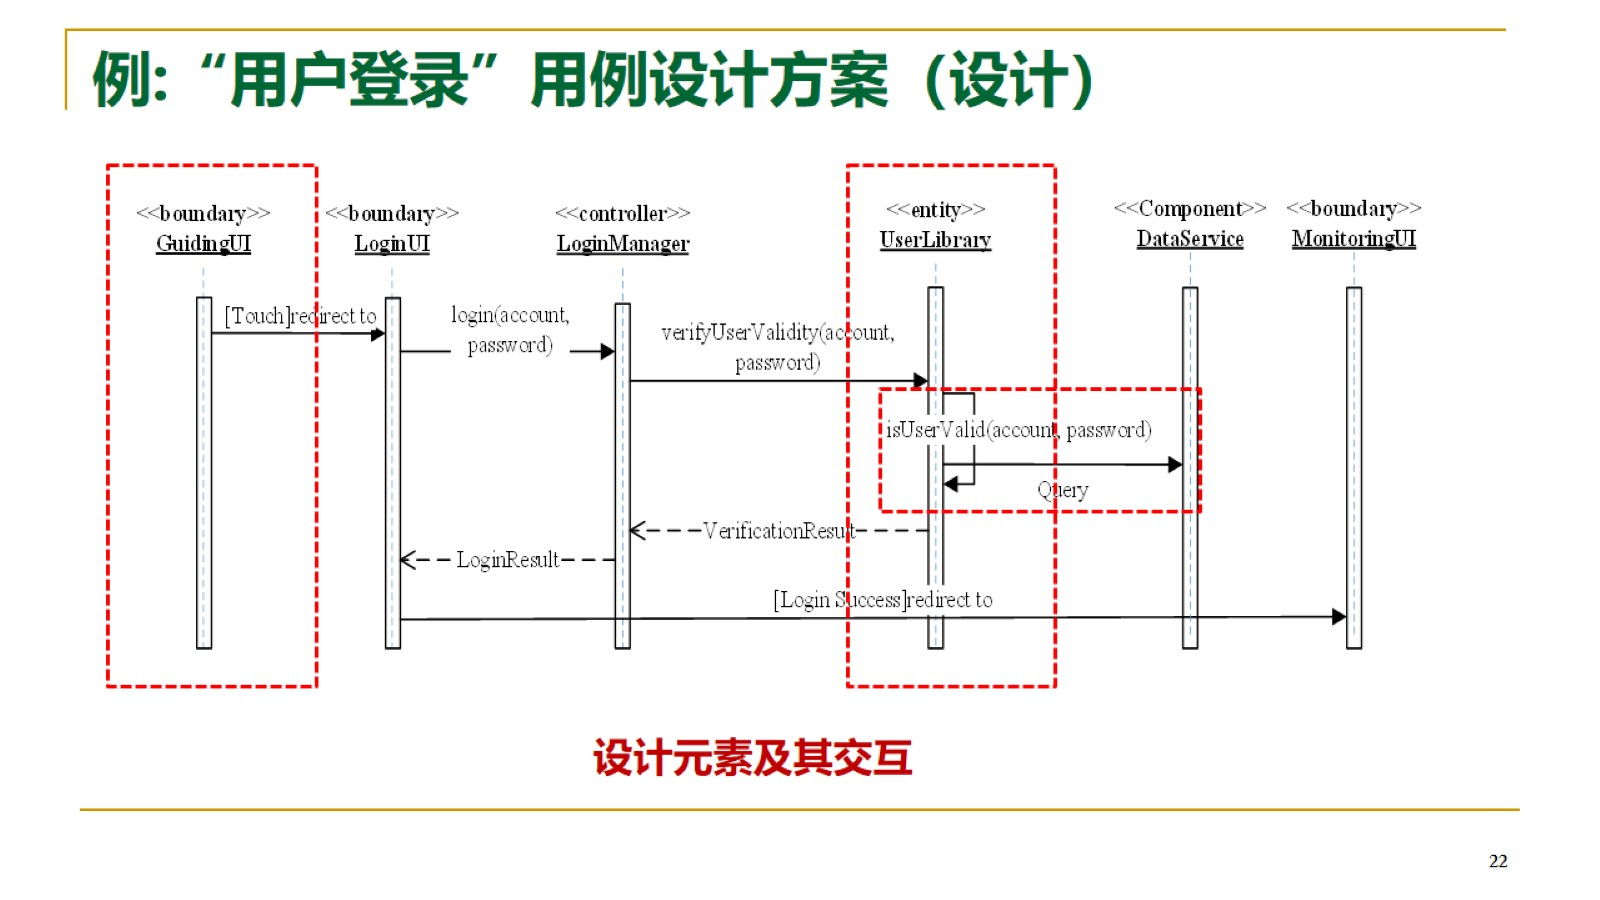 例:“用户登录”用例设计方案（设计）
<<boundary>>
GuidingUI
<<boundary>>
LoginUI
<<controller>>
LoginManager
<<entity>>
UserLibrary
<<Component>>
DataService
<<boundary>>
MonitoringUI
[Touch]redirect to
login(account,
password)
verifyUserValidity(account,
password)
isUserValid(account, password)
Query
VerificationResult
LoginResult
[Login Success]redirect to
设计元素及其交互
22